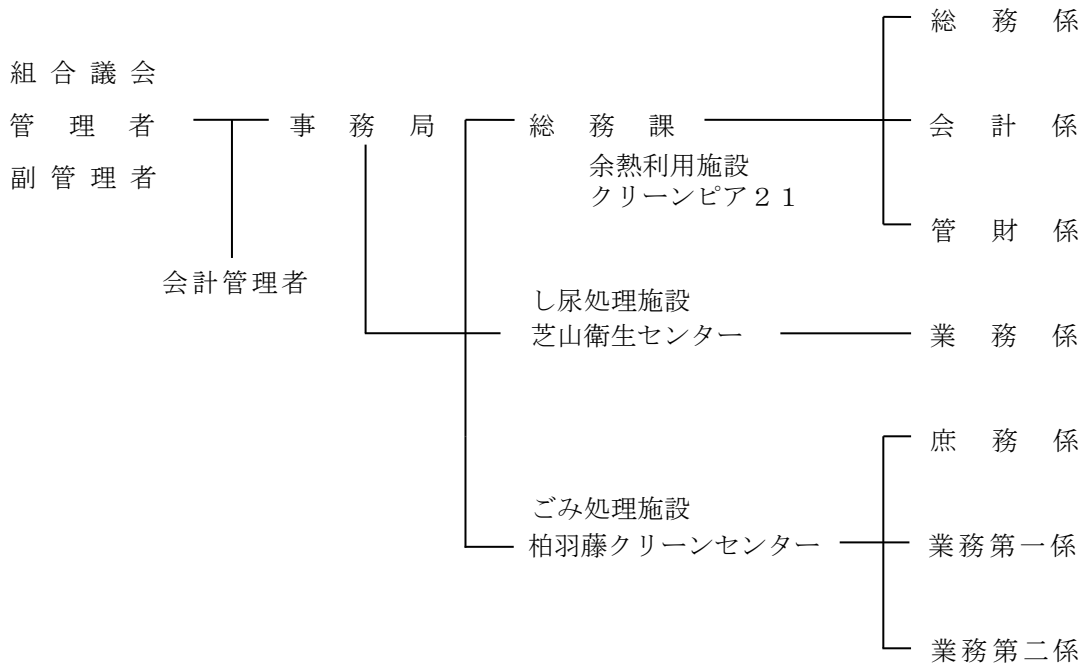 総務係
組合議会
管理者
事務局
総務課
会計係
副管理者
余熱利用施設
クリーンピア２１
管財係
会計管理者
し尿処理施設
芝山衛生センター
業務係
庶務係
ごみ処理施設
柏羽藤クリーンセンター
業務第一係
業務第二係